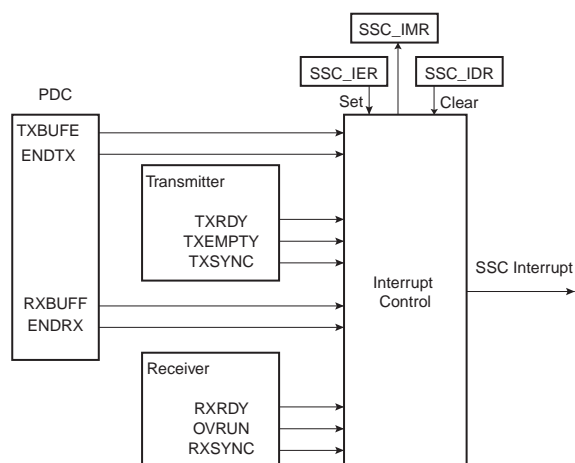 SSC_IMR
SSC_IER
SSC_IDR
PDC
Set
Clear
TXBUFE
ENDTX
Transmitter
TXRDY
TXEMPTY
TXSYNC
RXBUFF
ENDRX
Interrupt
Control
SSC Interrupt
Receiver
RXRDY
OVRUN
RXSYNC